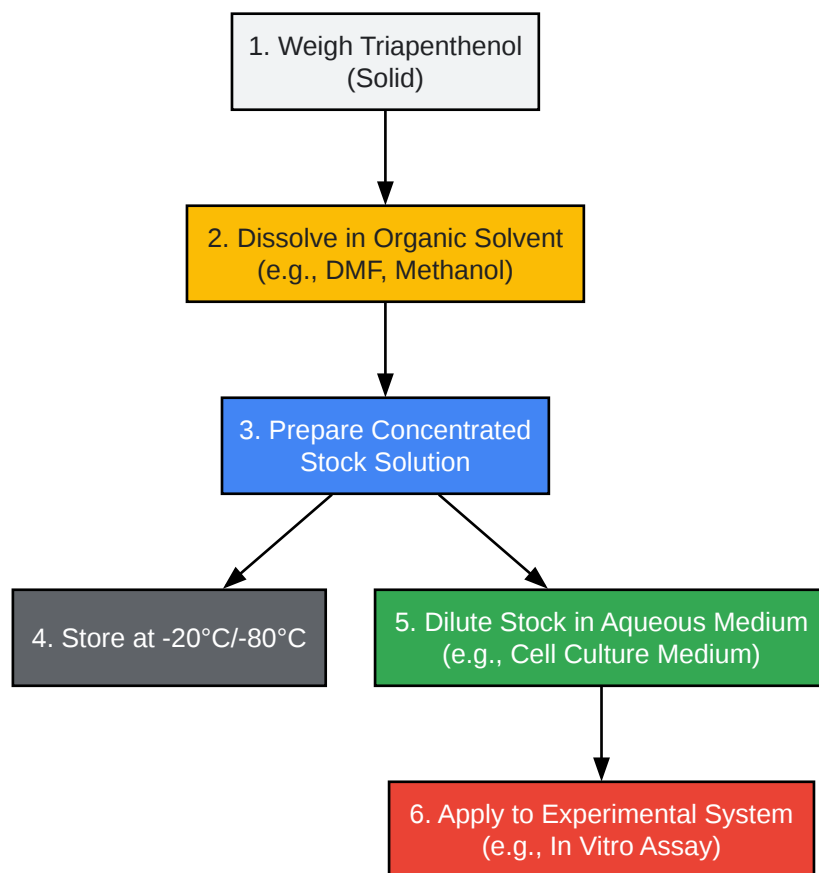 1. Weigh Triapenthenol
(Solid)
2. Dissolve in Organic Solvent
(e.g., DMF, Methanol)
3. Prepare Concentrated
Stock Solution
4. Store at -20°C/-80°C
5. Dilute Stock in Aqueous Medium
(e.g., Cell Culture Medium)
6. Apply to Experimental System
(e.g., In Vitro Assay)